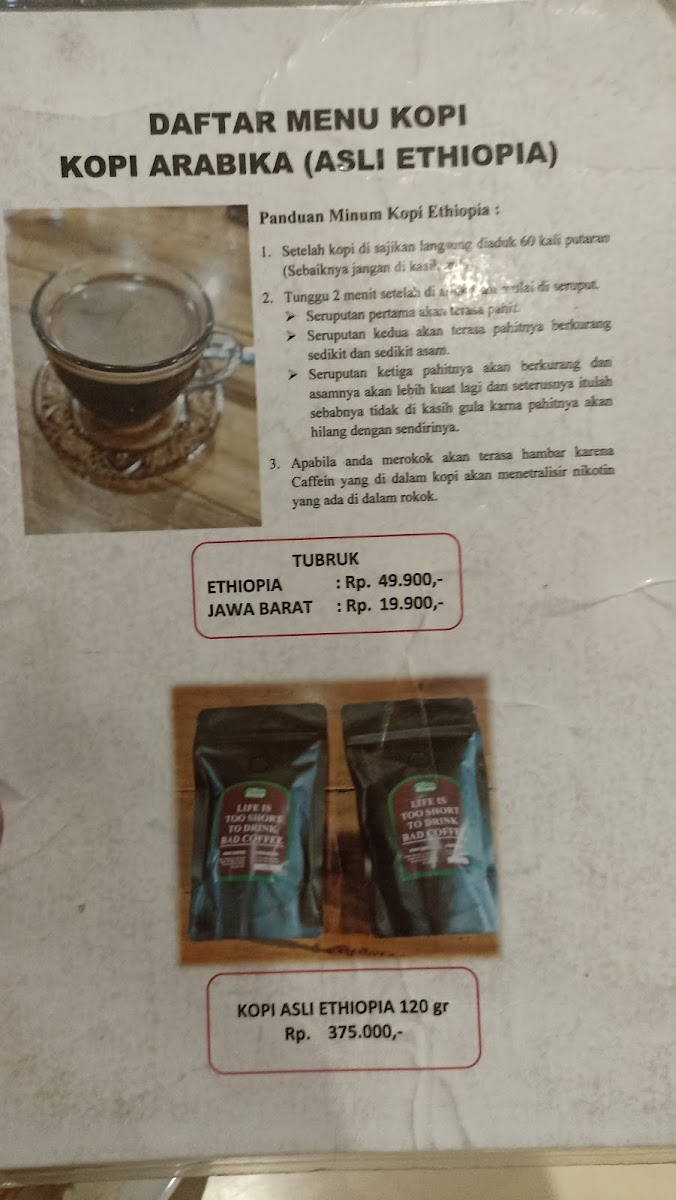 DAFTAR MENU KOPI
KOPI ARABIKA (ASLI ETHIOPIA)
Panduan Minum Kopi Ethiopia :
1. Setelah kopi di sajikan langsung diaduk 60 kali putaran
(Sebaiknya jangan di kasih
2. Tunggu 2 menit setelah di mulai di seruput.
➤ Seruputan pertama akan terasa pahit.
➤ Seruputan kedua akan terasa pahitnya berkurang
sedikit dan sedikit asam.
➤ Seruputan ketiga pahitnya akan berkurang dan
asamnya akan lebih kuat lagi dan seterusnya itulah
sebabnya tidak di kasih gula karna pahitnya akan
hilang dengan sendirinya.
3. Apabila anda merokok akan terasa hambar karena
Caffein yang di dalam kopi akan menetralisir nikotin
yang ada di dalam rokok.
TUBRUK
ETHIOPIA : Rp. 49.900,-
JAWA BARAT : Rp. 19.900,-
LIFE IS
TOO SHORT
TO DRINK
BAD COFFEE
LIFE IS
TOO SHORT
TO DRINK
BAD COFFEE
KOPI ASLI ETHIOPIA 120 gr
Rp. 375.000,-